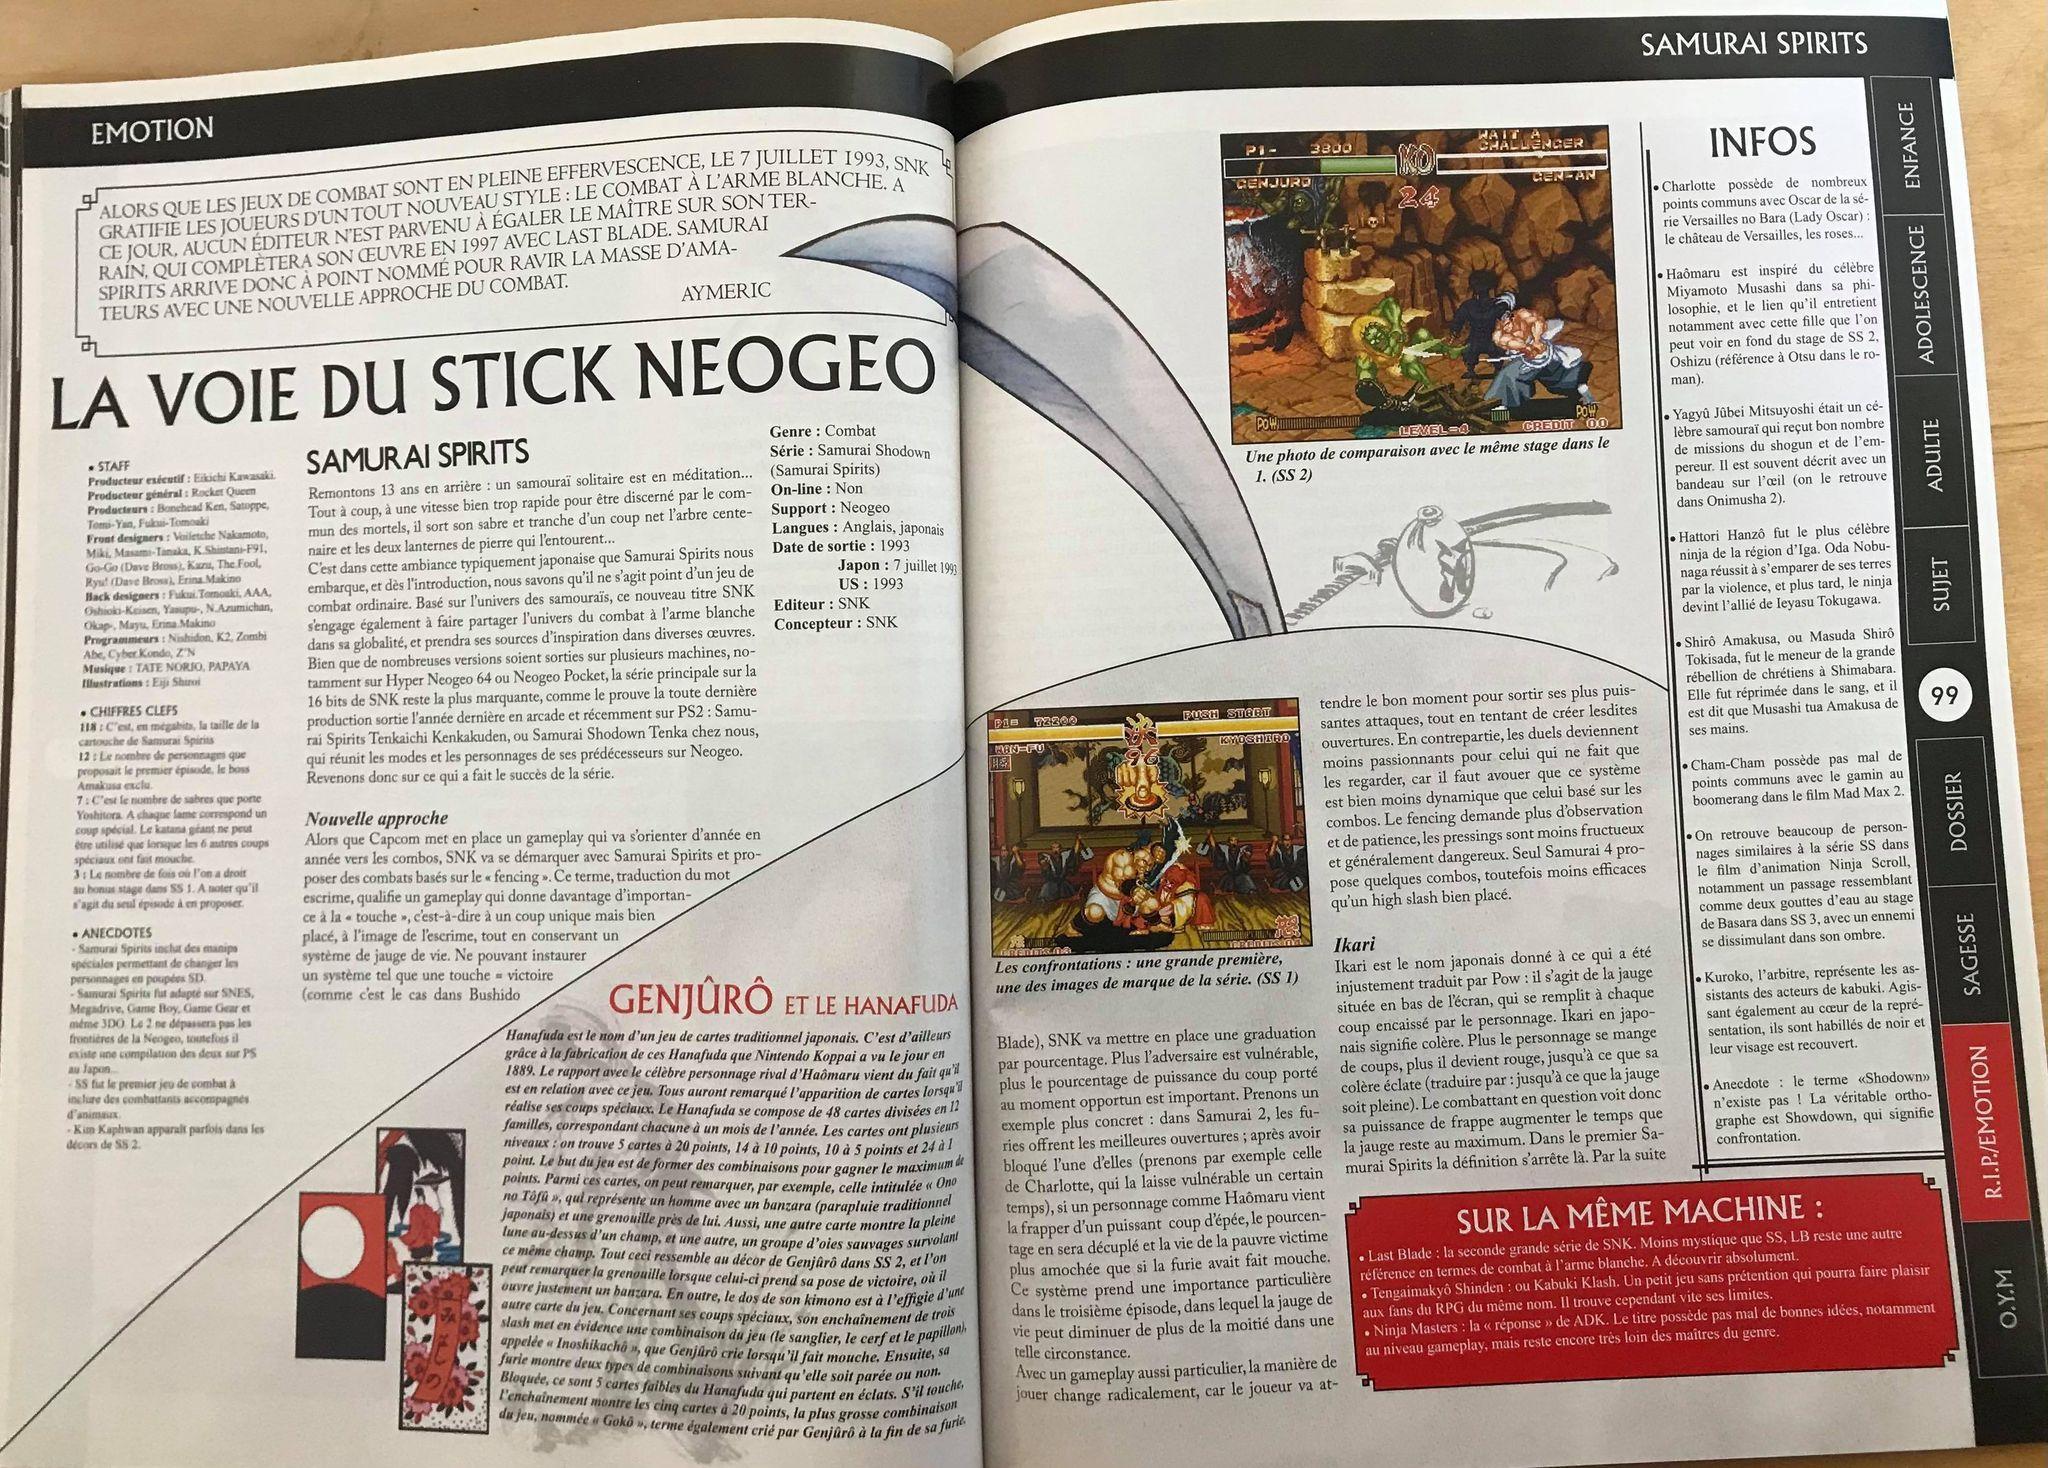 EMOTION
ALORS QUE LES JEUX DE COMBAT SONT EN PLEINE EFFERVESCENCE, LE 7 JUILLET 1993, SNK
GRATIFIE LES JOUEURS D'UN TOUT NOUVEAU STYLE : LE COMBAT À L'ARME BLANCHE. A
CE JOUR, AUCUN ÉDITEUR N'EST PARVENU À ÉGALER LE MAÎTRE SUR SON TER-
RAIN, QUI COMPLÈTERA SON ŒUVRE EN 1997 AVEC LAST BLADE. SAMURAI
SPIRITS ARRIVE DONC À POINT NOMMÉ POUR RAVIR LA MASSE D'AMA-
TEURS AVEC UNE NOUVELLE APPROCHE DU COMBAT.
AYMERIC
LA VOIE DU STICK NEOGEO
• STAFF
Producteur exécutif : Eikichi Kawasaki
Producteur général : Rocket Queen
Producteurs : Bonehead Ken, Satoppe,
Tomi-Yan, Fukui-Tomoaki
Front designers : Voiletche Nakamoto,
Miki, Masami-Tanaka, K.Shintani-F91,
Go-Go (Dave Bross), Kazu, The.Fool,
Ryu! (Dave Bross), Erina.Makino
Back designers : Fukui.Tomoaki, AAA,
Oshioki-Keisen, Yasupu-, N.Azumichan,
Okap-, Mayu, Erina.Makino
Programmeurs : Nishidon, K2, Zombi
Abe, Cyber.Kondo, Z'N
Musique : TATE NORIO, PAPAYA
Illustrations : Eiji Shiroi
• CHIFFRES CLEFS
118 : C'est, en mégabits, la taille de la
cartouche de Samurai Spirits
12 : Le nombre de personnages que
proposait le premier épisode, le boss
Amakusa exclu.
7 : C'est le nombre de sabres que porte
Yoshitora. A chaque lame correspond un
coup spécial. Le katana géant ne peut
être utilisé que lorsque les 6 autres coups
spéciaux ont fait mouche.
3 : Le nombre de fois où l'on a droit
au bonus stage dans SS 1. A noter qu'il
s'agit du seul épisode à en proposer.
• ANECDOTES
- Samurai Spirits inclut des manips
spéciales permettant de changer les
personnages en poupées SD.
- Samurai Spirits fut adapté sur SNES,
Megadrive, Game Boy, Game Gear et
même 3DO. Le 2 ne dépassera pas les
frontières de la Neogeo, toutefois il
existe une compilation des deux sur PS
au Japon...
- SS fut le premier jeu de combat à
inclure des combattants accompagnés
d'animaux.
- Kim Kaphwan apparaît parfois dans les
décors de SS 2.
SAMURAI SPIRITS
Remontons 13 ans en arrière : un samouraï solitaire est en méditation...
Tout à coup, à une vitesse bien trop rapide pour être discerné par le com-
mun des mortels, il sort son sabre et tranche d'un coup net l'arbre cente-
naire et les deux lanternes de pierre qui l'entourent...
C'est dans cette ambiance typiquement japonaise que Samurai Spirits nous
embarque, et dès l'introduction, nous savons qu'il ne s'agit point d'un jeu de
combat ordinaire. Basé sur l'univers des samouraïs, ce nouveau titre SNK
s'engage également à faire partager l'univers du combat à l'arme blanche
dans sa globalité, et prendra ses sources d'inspiration dans diverses œuvres.
Bien que de nombreuses versions soient sorties sur plusieurs machines, no-
tamment sur Hyper Neogeo 64 ou Neogeo Pocket, la série principale sur la
16 bits de SNK reste la plus marquante, comme le prouve la toute dernière
production sortie l'année dernière en arcade et récemment sur PS2 : Samu-
rai Spirits Tenkaichi Kenkakuden, ou Samurai Shodown Tenka chez nous,
qui réunit les modes et les personnages de ses prédécesseurs sur Neogeo.
Revenons donc sur ce qui a fait le succès de la série.
Nouvelle approche
Alors que Capcom met en place un gameplay qui va s'orienter d'année en
année vers les combos, SNK va se démarquer avec Samurai Spirits et pro-
poser des combats basés sur le « fencing ». Ce terme, traduction du mot
escrime, qualifie un gameplay qui donne davantage d'importan-
ce à la « touche », c'est-à-dire à un coup unique mais bien
placé, à l'image de l'escrime, tout en conservant un
système de jauge de vie. Ne pouvant instaurer
un système tel que une touche = victoire
(comme c'est le cas dans Bushido
Genre : Combat
Série : Samurai Shodown
(Samurai Spirits)
On-line : Non
Support : Neogeo
Langues : Anglais, japonais
Date de sortie : 1993
Japon : 7 juillet 1993
US : 1993
Editeur : SNK
Concepteur : SNK
GENJÛRÔ ET LE HANAFUDA
Hanafuda est le nom d'un jeu de cartes traditionnel japonais. C'est d'ailleurs
grâce à la fabrication de ces Hanafuda que Nintendo Koppai a vu le jour en
1889. Le rapport avec le célèbre personnage rival d'Haômaru vient du fait qu'il
est en relation avec ce jeu. Tous auront remarqué l'apparition de cartes lorsqu'il
réalise ses coups spéciaux. Le Hanafuda se compose de 48 cartes divisées en 12
familles, correspondant chacune à un mois de l'année. Les cartes ont plusieurs
niveaux : on trouve 5 cartes à 20 points, 14 à 10 points, 10 à 5 points et 24 à 1
point. Le but du jeu est de former des combinaisons pour gagner le maximum de
points. Parmi ces cartes, on peut remarquer, par exemple, celle intitulée « Ono
no Tôfû », qui représente un homme avec un banzara (parapluie traditionnel
japonais) et une grenouille près de lui. Aussi, une autre carte montre la pleine
lune au-dessus d'un champ, et une autre, un groupe d'oies sauvages survolant
ce même champ. Tout ceci ressemble au décor de Genjûrô dans SS 2, et l'on
peut remarquer la grenouille lorsque celui-ci prend sa pose de victoire, où il
ouvre justement un banzara. En outre, le dos de son kimono est à l'effigie d'une
autre carte du jeu. Concernant ses coups spéciaux, son enchaînement de trois
slash met en évidence une combinaison du jeu (le sanglier, le cerf et le papillon),
appelée « Inoshikachô », que Genjûrô crie lorsqu'il fait mouche. Ensuite, sa
furie montre deux types de combinaisons suivant qu'elle soit parée ou non.
Bloquée, ce sont 5 cartes faibles du Hanafuda qui partent en éclats. S'il touche,
l'enchaînement montre les cinq cartes à 20 points, la plus grosse combinaison
du jeu, nommée « Gokô », terme également crié par Genjûrô à la fin de sa furie.
SAMURAI SPIRITS
P1- 3800 WAIT A
CHALLENGER
GENJURO KO GEN-AN
24
POW POW
LEVEL-4 CREDIT 00
Une photo de comparaison avec le même stage dans le
1. (SS 2)
P1= 72200 PUSH START
WAN-FU KYOSHIRO
96
Les confrontations : une grande première,
une des images de marque de la série. (SS 1)
Blade), SNK va mettre en place une graduation
par pourcentage. Plus l'adversaire est vulnérable,
plus le pourcentage de puissance du coup porté
au moment opportun est important. Prenons un
exemple plus concret : dans Samurai 2, les fu-
ries offrent les meilleures ouvertures ; après avoir
bloqué l'une d'elles (prenons par exemple celle
de Charlotte, qui la laisse vulnérable un certain
temps), si un personnage comme Haômaru vient
la frapper d'un puissant coup d'épée, le pourcen-
tage en sera décuplé et la vie de la pauvre victime
plus amochée que si la furie avait fait mouche.
Ce système prend une importance particulière
dans le troisième épisode, dans lequel la jauge de
vie peut diminuer de plus de la moitié dans une
telle circonstance.
Avec un gameplay aussi particulier, la manière de
jouer change radicalement, car le joueur va at-
tendre le bon moment pour sortir ses plus puis-
santes attaques, tout en tentant de créer lesdites
ouvertures. En contrepartie, les duels deviennent
moins passionnants pour celui qui ne fait que
les regarder, car il faut avouer que ce système
est bien moins dynamique que celui basé sur les
combos. Le fencing demande plus d'observation
et de patience, les pressings sont moins fructueux
et généralement dangereux. Seul Samurai 4 pro-
pose quelques combos, toutefois moins efficaces
qu'un high slash bien placé.
Ikari
Ikari est le nom japonais donné à ce qui a été
injustement traduit par Pow : il s'agit de la jauge
située en bas de l'écran, qui se remplit à chaque
coup encaissé par le personnage. Ikari en japo-
nais signifie colère. Plus le personnage se mange
de coups, plus il devient rouge, jusqu'à ce que sa
colère éclate (traduire par : jusqu'à ce que la jauge
soit pleine). Le combattant en question voit donc
sa puissance de frappe augmenter le temps que
la jauge reste au maximum. Dans le premier Sa-
murai Spirits la définition s'arrête là. Par la suite
INFOS
• Charlotte possède de nombreux
points communs avec Oscar de la sé-
rie Versailles no Bara (Lady Oscar) :
le château de Versailles, les roses...
• Haômaru est inspiré du célèbre
Miyamoto Musashi dans sa phi-
losophie, et le lien qu'il entretient
notamment avec cette fille que l'on
peut voir en fond du stage de SS 2,
Oshizu (référence à Otsu dans le ro-
man).
• Yagyû Jûbei Mitsuyoshi était un cé-
lèbre samouraï qui reçut bon nombre
de missions du shogun et de l'em-
pereur. Il est souvent décrit avec un
bandeau sur l'œil (on le retrouve
dans Onimusha 2).
• Hattori Hanzô fut le plus célèbre
ninja de la région d'Iga. Oda Nobu-
naga réussit à s'emparer de ses terres
par la violence, et plus tard, le ninja
devint l'allié de Ieyasu Tokugawa.
• Shirô Amakusa, ou Masuda Shirô
Tokisada, fut le meneur de la grande
rébellion de chrétiens à Shimabara.
Elle fut réprimée dans le sang, et il
est dit que Musashi tua Amakusa de
ses mains.
• Cham-Cham possède pas mal de
points communs avec le gamin au
boomerang dans le film Mad Max 2.
• On retrouve beaucoup de person-
nages similaires à la série SS dans
le film d'animation Ninja Scroll,
notamment un passage ressemblant
comme deux gouttes d'eau au stage
de Basara dans SS 3, avec un ennemi
se dissimulant dans son ombre.
• Kuroko, l'arbitre, représente les as-
sistants des acteurs de kabuki. Agis-
sant également au cœur de la repré-
sentation, ils sont habillés de noir et
leur visage est recouvert.
• Anecdote : le terme «Shodown»
n'existe pas ! La véritable ortho-
graphe est Showdown, qui signifie
confrontation.
SUR LA MÊME MACHINE :
• Last Blade : la seconde grande série de SNK. Moins mystique que SS, LB reste une autre
référence en termes de combat à l'arme blanche. A découvrir absolument.
• Tengaimakyô Shinden : ou Kabuki Klash. Un petit jeu sans prétention qui pourra faire plaisir
aux fans du RPG du même nom. Il trouve cependant vite ses limites.
• Ninja Masters : la « réponse » de ADK. Le titre possède pas mal de bonnes idées, notamment
au niveau gameplay, mais reste encore très loin des maîtres du genre.
ENFANCE
ADOLESCENCE
ADULTE
SUJET
99
DOSSIER
SAGESSE
R.I.P./EMOTION
O.Y.M